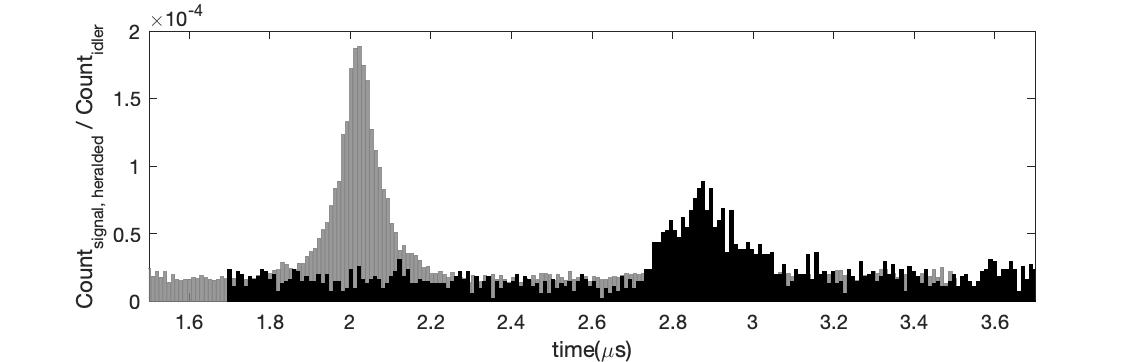 ×10⁻⁴
2
1.5
1
0.5
0
Count_signal, heralded / Count_idler
1.6 1.8 2 2.2 2.4 2.6 2.8 3 3.2 3.4 3.6
time(μs)